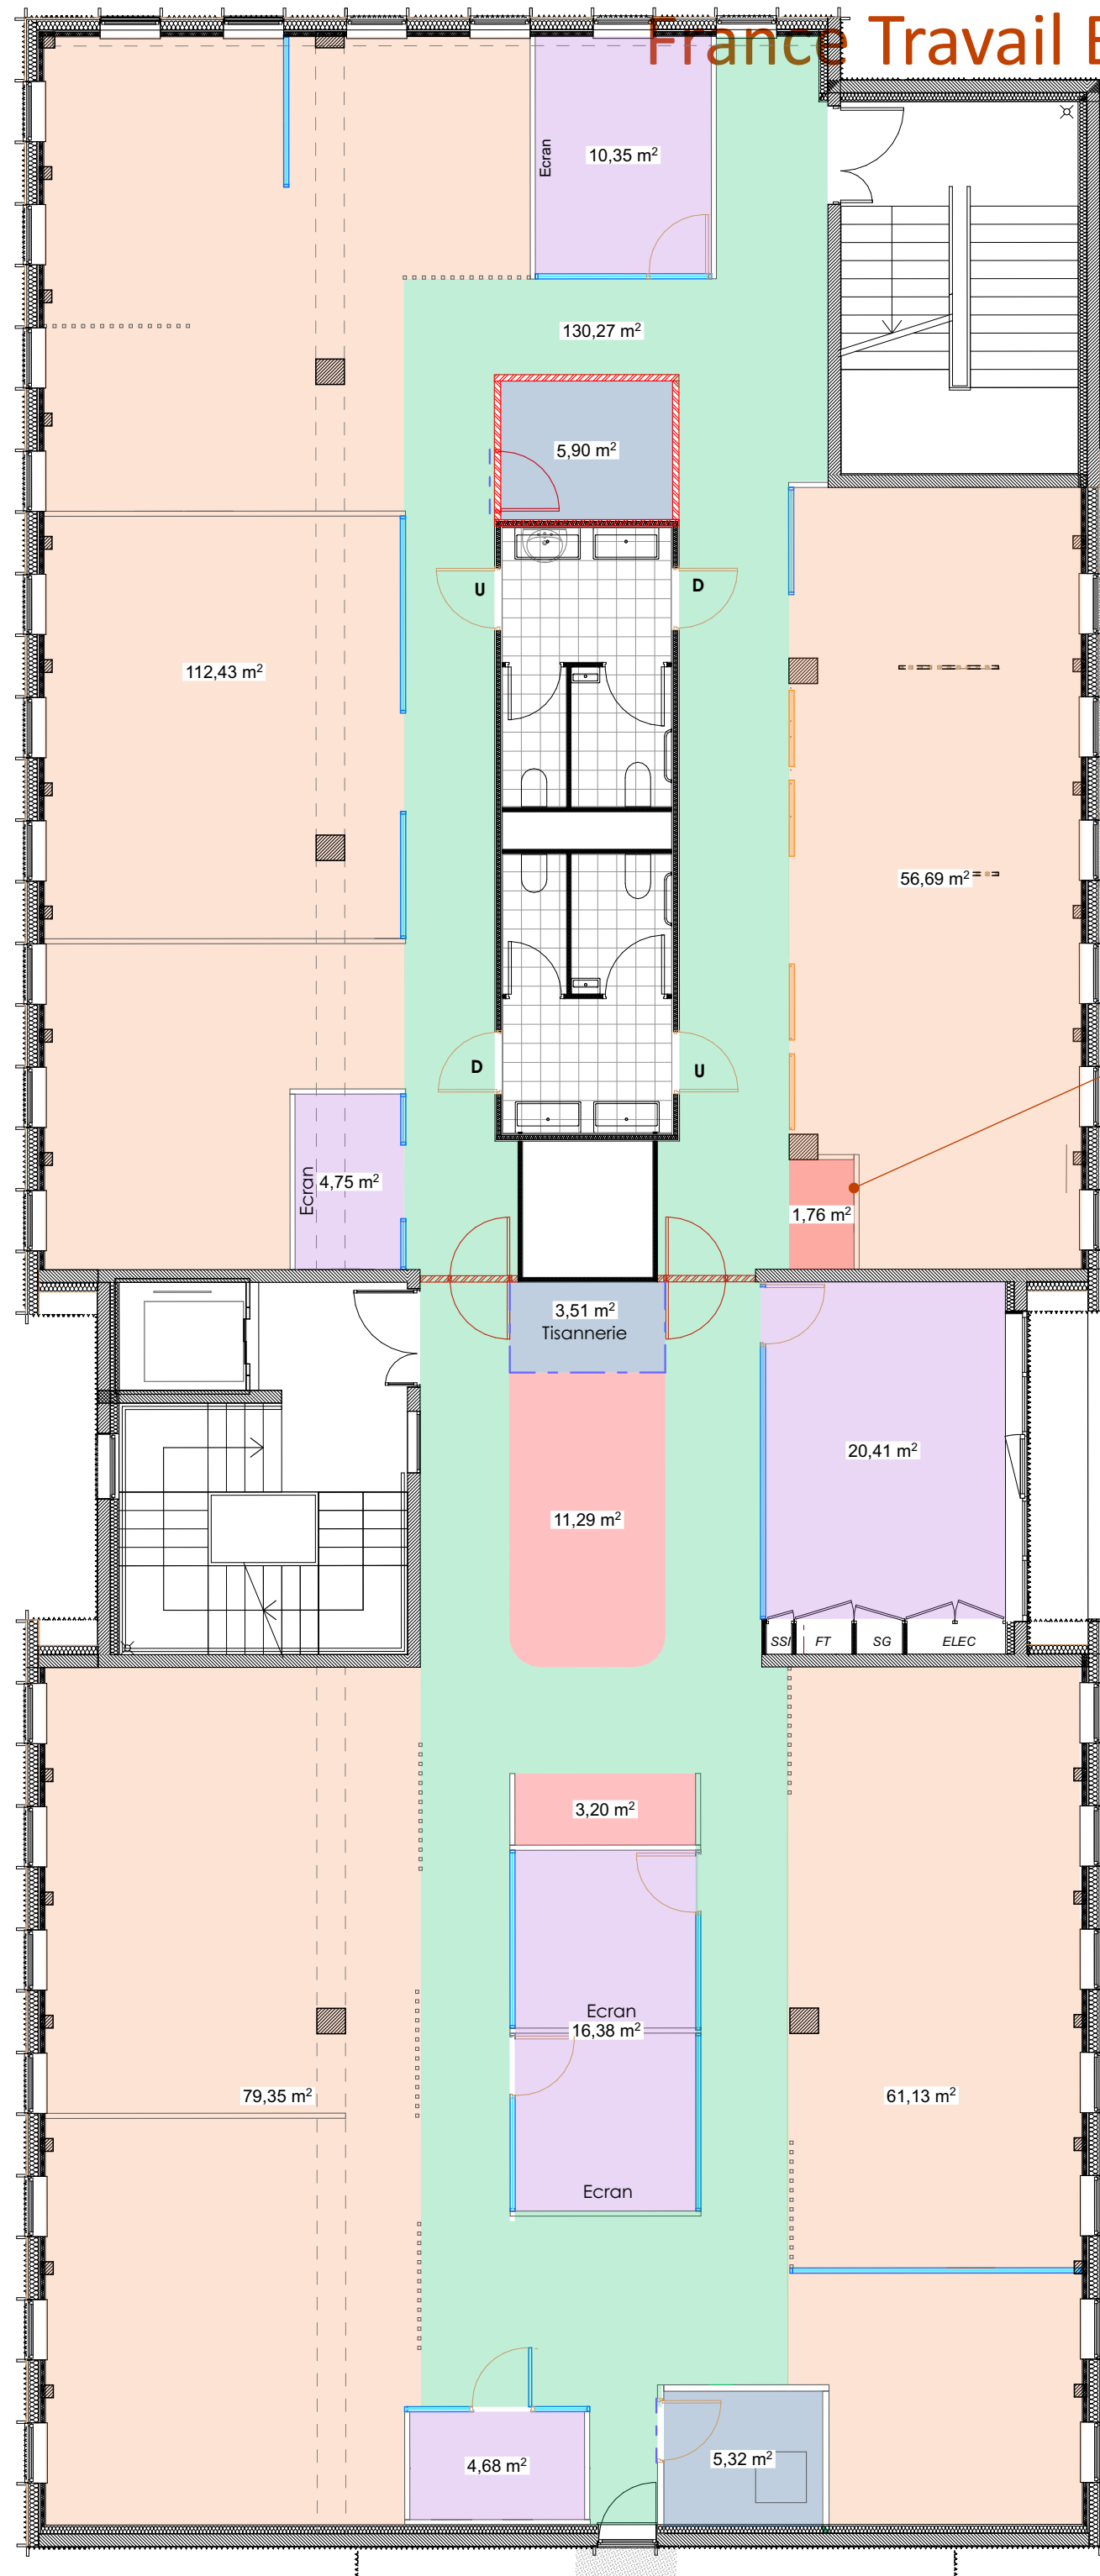 France Travail
Ecran
10,35 m²
130,27 m²
5,90 m²
U
D
112,43 m²
56,69 m²
D
U
Ecran
4,75 m²
1,76 m²
3,51 m²
Tisannerie
20,41 m²
11,29 m²
SSI
FT
SG
ELEC
3,20 m²
Ecran
16,38 m²
79,35 m²
61,13 m²
Ecran
4,68 m²
5,32 m²